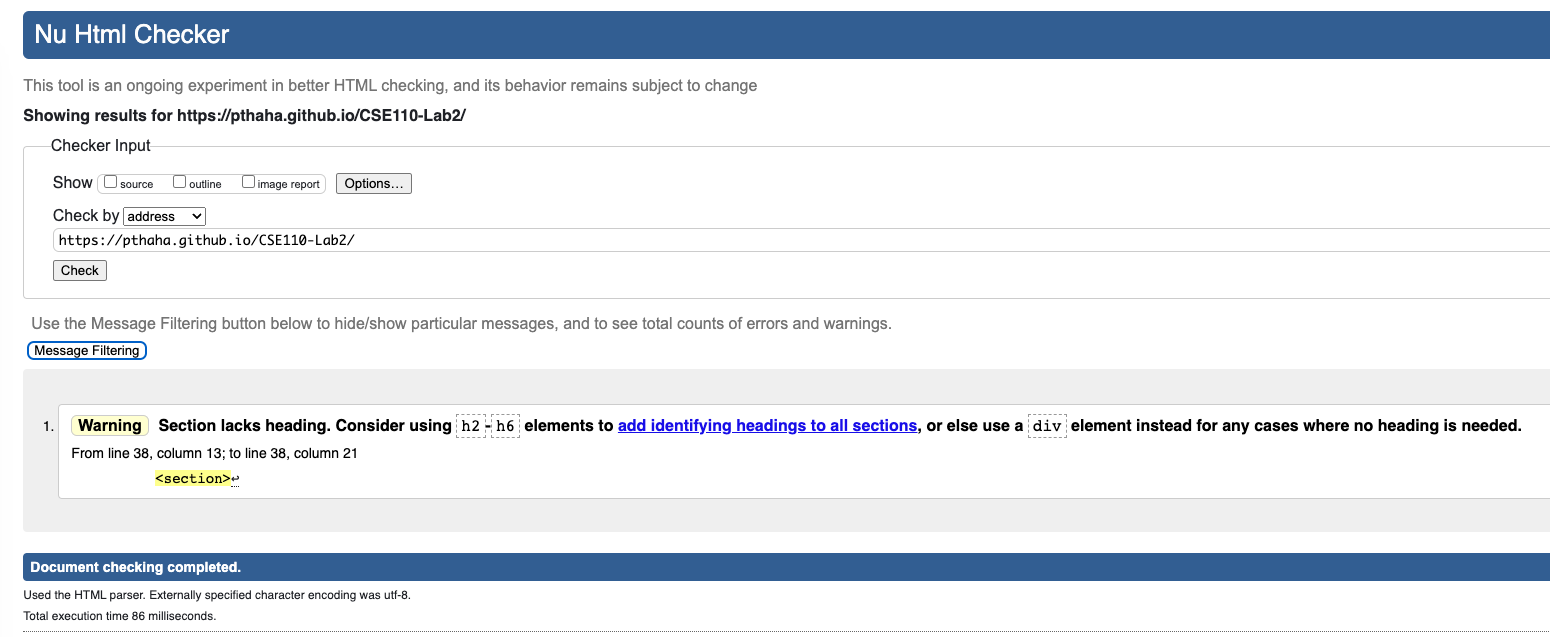 Nu Html Checker
This tool is an ongoing experiment in better HTML checking, and its behavior remains subject to change
Showing results for https://pthaha.github.io/CSE110-Lab2/
Checker Input
Show source outline image report Options...
Check by address
https://pthaha.github.io/CSE110-Lab2/
Check
Use the Message Filtering button below to hide/show particular messages, and to see total counts of errors and warnings.
Message Filtering
1. Warning Section lacks heading. Consider using h2-h6 elements to add identifying headings to all sections, or else use a div element instead for any cases where no heading is needed.
From line 38, column 13; to line 38, column 21
<section>↩
Document checking completed.
Used the HTML parser. Externally specified character encoding was utf-8.
Total execution time 86 milliseconds.